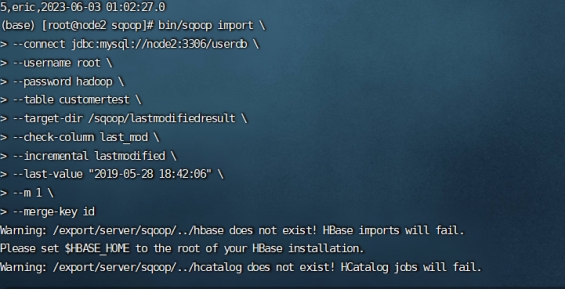 5,eric,2023-06-03 01:02:27.0
(base) [root@node2 sqoop]# bin/sqoop import \
> --connect jdbc:mysql://node2:3306/userdb \
> --username root \
> --password hadoop \
> --table customertest \
> --target-dir /sqoop/lastmodifiedresult \
> --check-column last_mod \
> --incremental lastmodified \
> --last-value "2019-05-28 18:42:06" \
> --m 1 \
> --merge-key id
Warning: /export/server/sqoop/../hbase does not exist! HBase imports will fail.
Please set $HBASE_HOME to the root of your HBase installation.
Warning: /export/server/sqoop/../hcatalog does not exist! HCatalog jobs will fail.